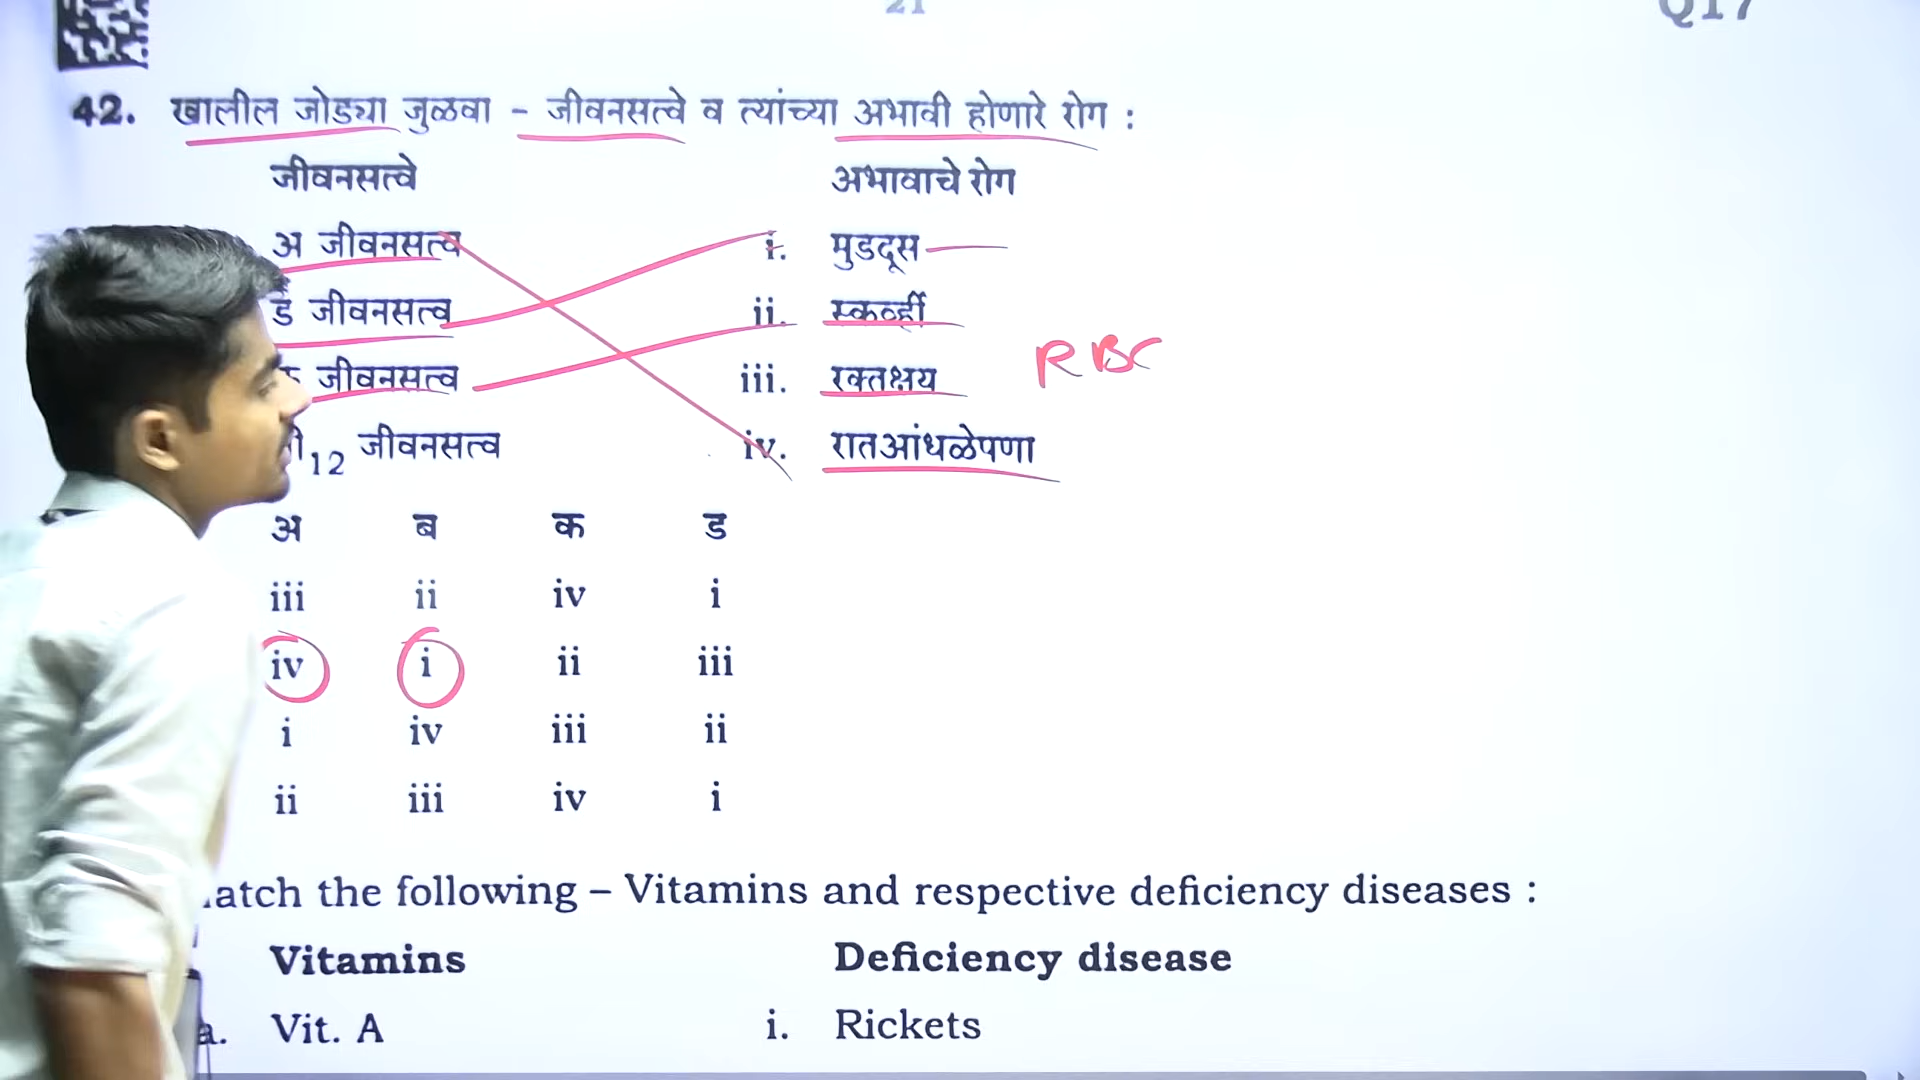 42. खालील जोड्या जुळवा - जीवनसत्वे व त्यांच्या अभावी होणारे रोग :
जीवनसत्वे अभावाचे रोग
अ जीवनसत्व i. मुडदूस
ड जीवनसत्व ii. स्कर्व्ही
जीवनसत्व iii. रक्तक्षय RBC
12 जीवनसत्व iv. रातआंधळेपणा
अ ब क ड
iii ii iv i
iv i ii iii
i iv iii ii
ii iii iv i
atch the following – Vitamins and respective deficiency diseases :
Vitamins Deficiency disease
a. Vit. A i. Rickets